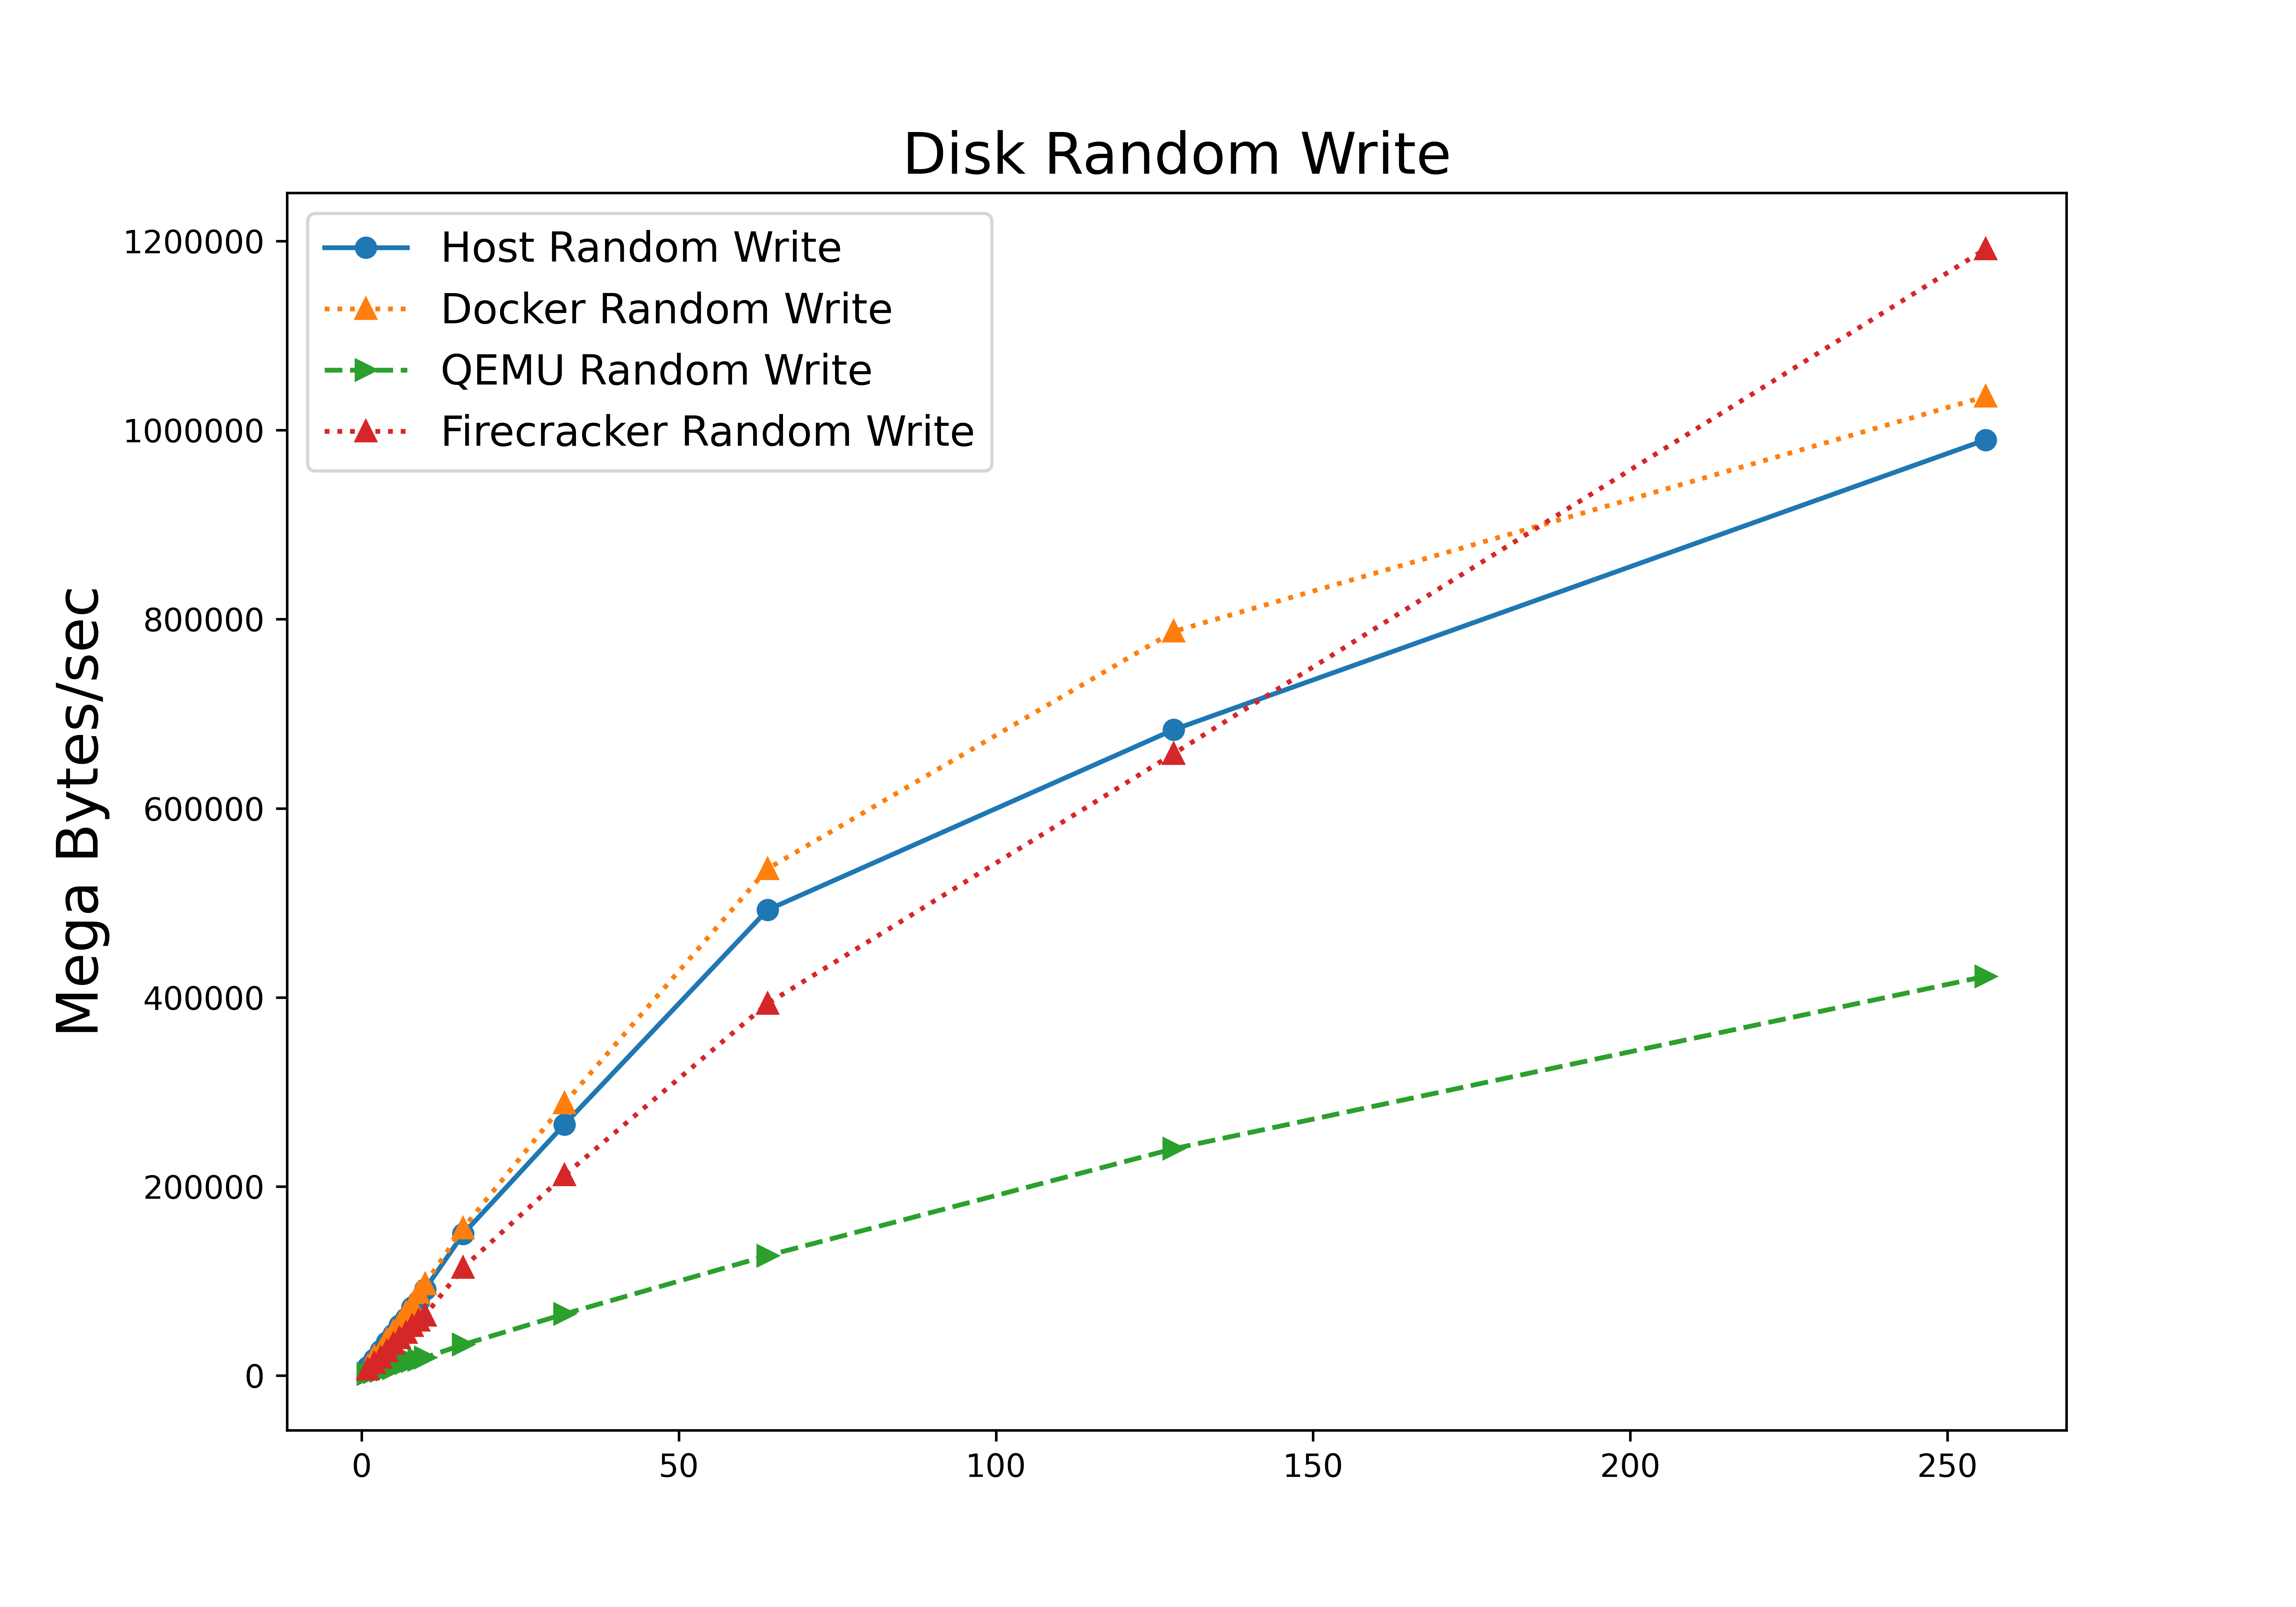 Disk Random Write
Host Random Write
Docker Random Write
QEMU Random Write
Firecracker Random Write
Mega Bytes/sec
1200000
1000000
800000
600000
400000
200000
0
0 50 100 150 200 250